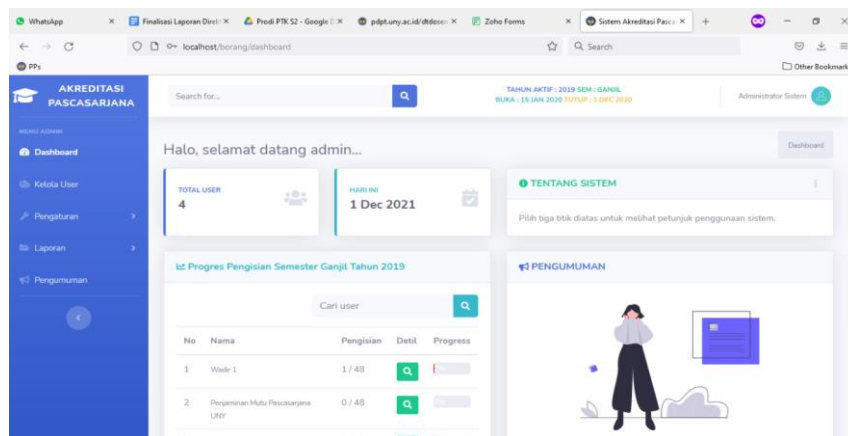 WhatsApp
Finalisasi Laporan Direkt
Prodi PTK S2 - Google D
pdpt.uny.ac.id/dtdosen
Zoho Forms
Sistem Akreditasi Pasca
localhost/borang/dashboard
Search
PPs
Other Bookmark
AKREDITASI
PASCASARJANA
Search for...
TAHUN AKTIF : 2019 SEM : GANJIL
BUKA : 15 JAN 2020 TUTUP : 1 DEC 2020
Administrator Sistem
MENU ADMIN
Dashboard
Kelola User
Pengaturan
Laporan
Pengumuman
Halo, selamat datang admin...
Dashboard
TOTAL USER
4
HARI INI
1 Dec 2021
TENTANG SISTEM
Pilih tiga titik diatas untuk melihat petunjuk penggunaan sistem.
Progres Pengisian Semester Ganjil Tahun 2019
Cari user
No Nama Pengisian Detil Progress
1 Wadir 1 1 / 48
2 Penjaminan Mutu Pascasarjana UNY 0 / 48
PENGUMUMAN